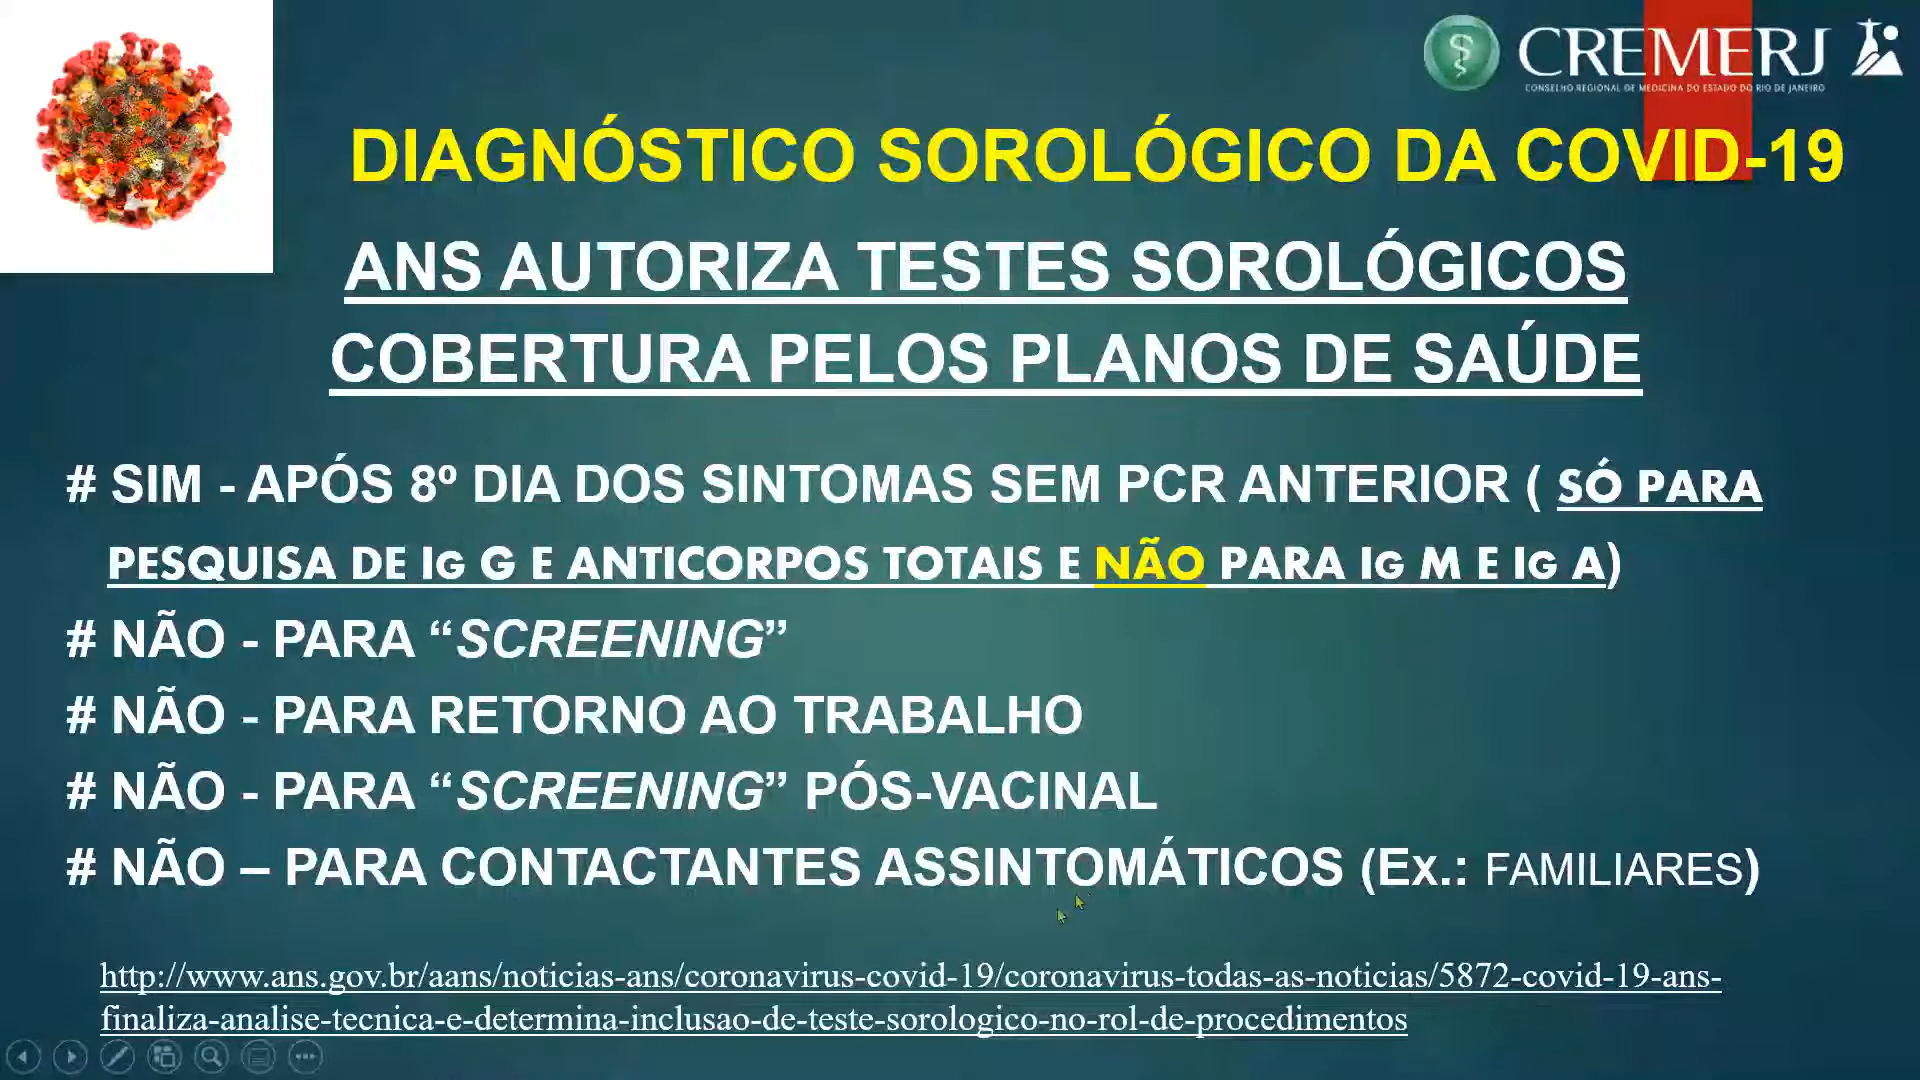 CREMERJ
CONSELHO REGIONAL DE MEDICINA DO ESTADO DO RIO DE JANEIRO
DIAGNÓSTICO SOROLÓGICO DA COVID-19
ANS AUTORIZA TESTES SOROLÓGICOS
COBERTURA PELOS PLANOS DE SAÚDE
# SIM - APÓS 8º DIA DOS SINTOMAS SEM PCR ANTERIOR ( SÓ PARA
PESQUISA DE IG G E ANTICORPOS TOTAIS E NÃO PARA IG M E IG A)
# NÃO - PARA “SCREENING”
# NÃO - PARA RETORNO AO TRABALHO
# NÃO - PARA “SCREENING” PÓS-VACINAL
# NÃO – PARA CONTACTANTES ASSINTOMÁTICOS (Ex.: FAMILIARES)
http://www.ans.gov.br/aans/noticias-ans/coronavirus-covid-19/coronavirus-todas-as-noticias/5872-covid-19-ans-
finaliza-analise-tecnica-e-determina-inclusao-de-teste-sorologico-no-rol-de-procedimentos